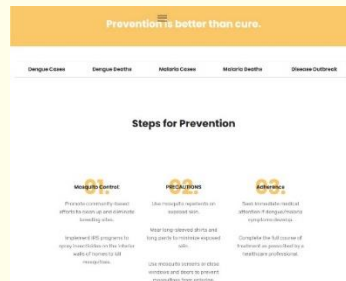 Prevention is better than cure.
Dengue Cases Dengue Deaths Malaria Cases Malaria Deaths Disease Outbreak
Steps for Prevention
01. 02. 03.
Mosquito Control PRECAUTIONS Adherence
Promote community-based
efforts to clean up and eliminate
breeding sites.
Implement IRS programs to
spray insecticides on the interior
walls of homes to kill
mosquitoes.
Use mosquito repellents on
exposed skin.
Wear long-sleeved shirts and
long pants to minimize exposed
skin.
Use mosquito screens in close
windows and doors to prevent
mosquitoes from entering
Seek immediate medical
attention if dengue/malaria
symptoms develop.
Complete the full course of
treatment as prescribed by a
healthcare professional.